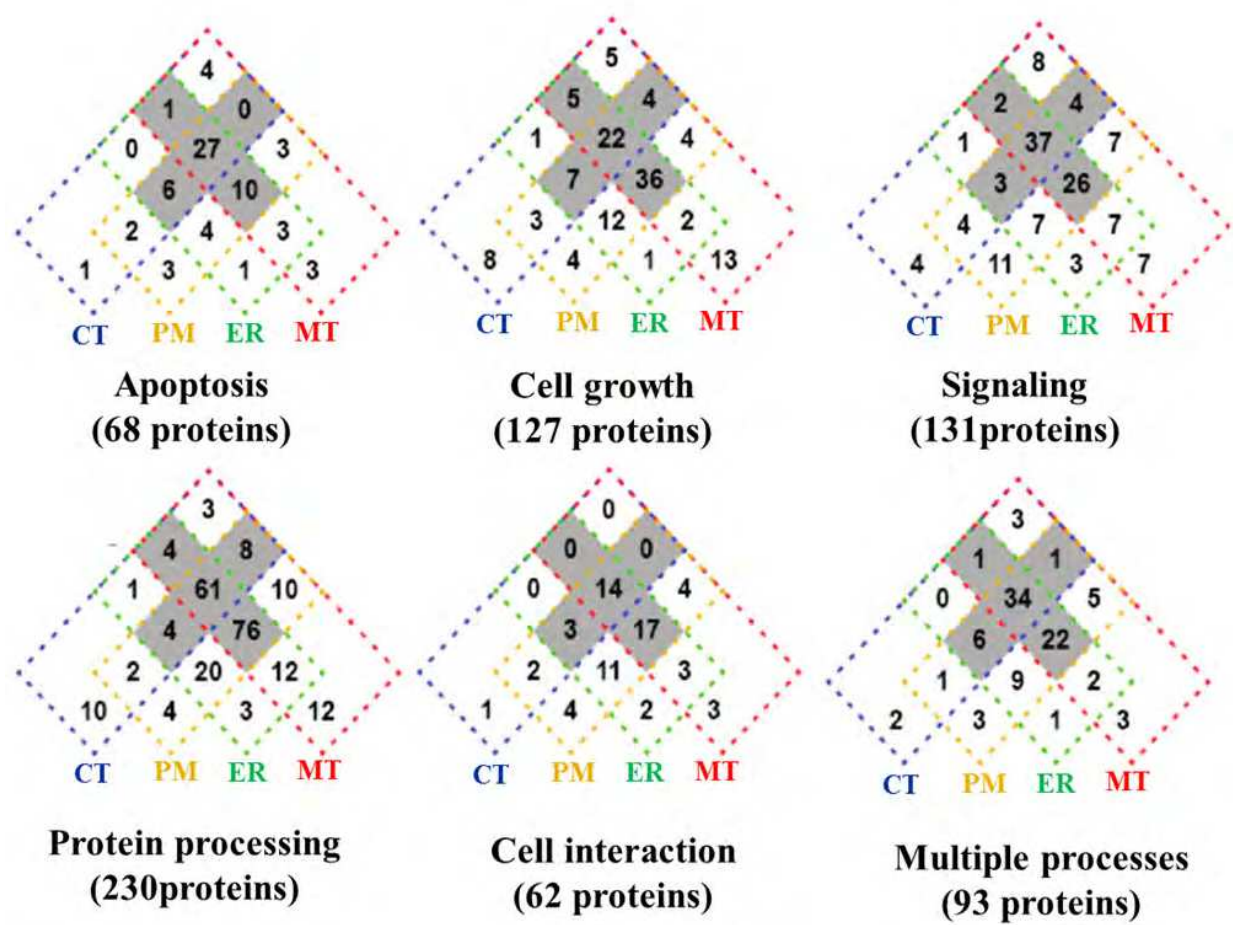 4
1 0
0 27 3
6 10
2 4 3
1 3 1 3
CT PM ER MT
Apoptosis
(68 proteins)
5
5 4
1 22 4
7 36
3 12 2
8 4 1 13
CT PM ER MT
Cell growth
(127 proteins)
8
2 4
1 37 7
3 26
4 7 7
4 11 3 7
CT PM ER MT
Signaling
(131proteins)
3
4 8
1 61 10
4 76
2 20 12
10 4 3 12
CT PM ER MT
Protein processing
(230proteins)
0
0 0
0 14 4
3 17
2 11 3
1 4 2 3
CT PM ER MT
Cell interaction
(62 proteins)
3
1 1
0 34 5
6 22
1 9 2
2 3 1 3
CT PM ER MT
Multiple processes
(93 proteins)